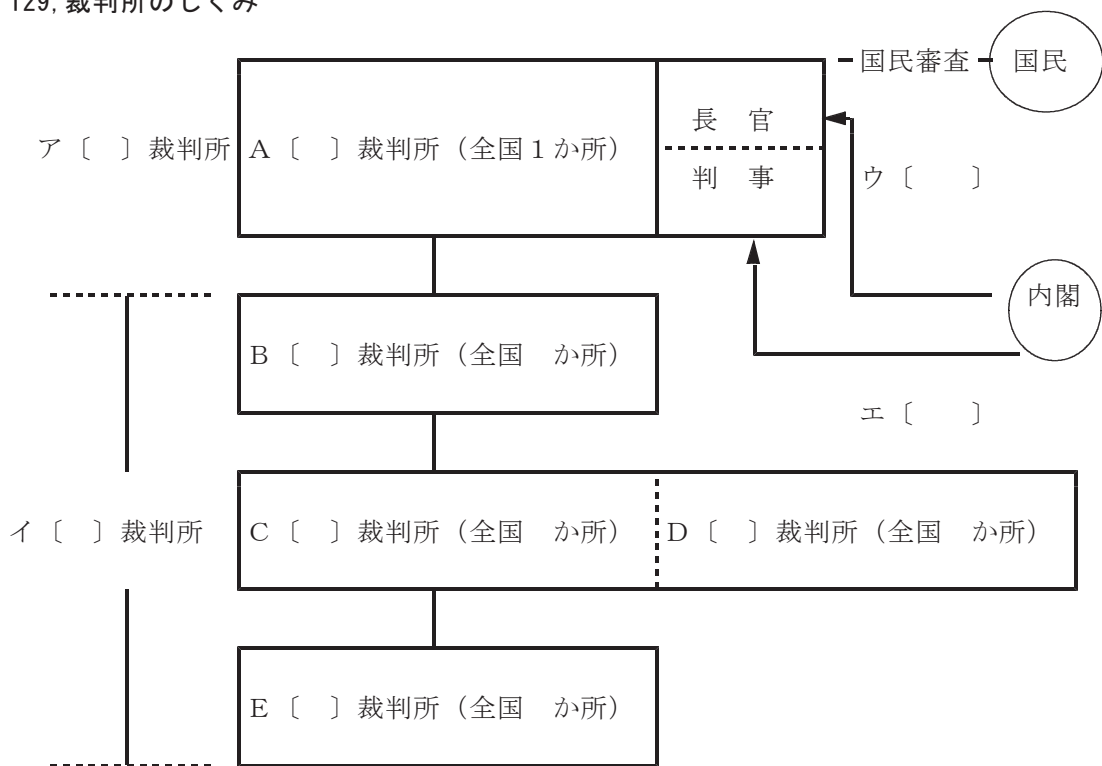 129,裁判所のしくみ
国民審査
国民
ア〔　〕裁判所
A〔　〕裁判所（全国１か所）
長　官
判　事
ウ〔　　〕
内閣
B〔　〕裁判所（全国　か所）
エ〔　　〕
イ〔　〕裁判所
C〔　〕裁判所（全国　か所）
D〔　〕裁判所（全国　か所）
E〔　〕裁判所（全国　か所）